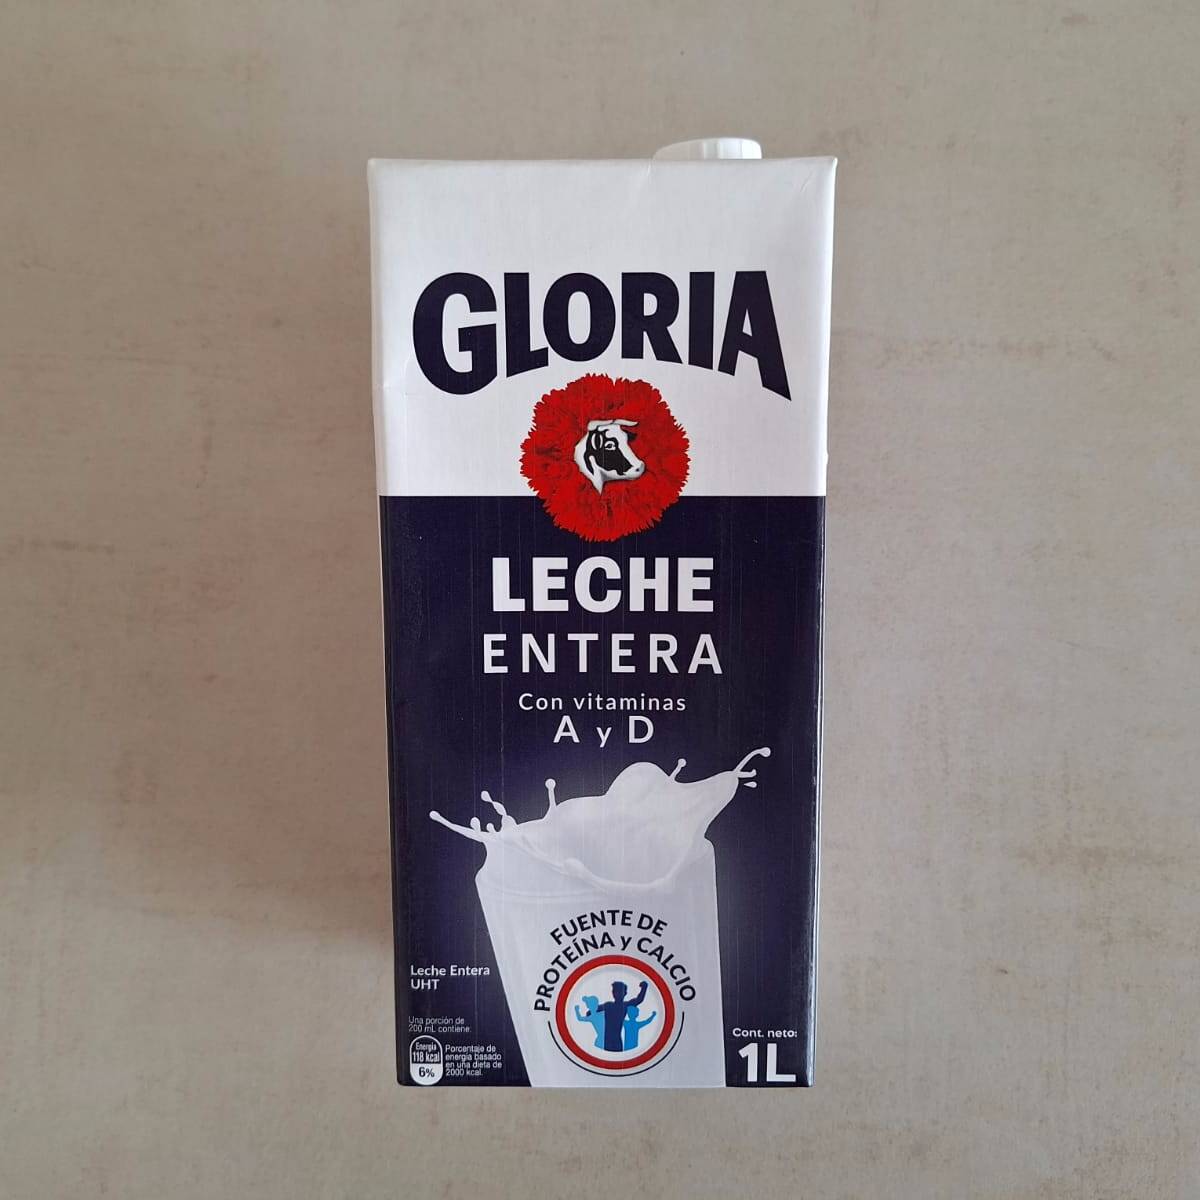 GLORIA
LECHE
ENTERA
Con vitaminas
A y D
FUENTE DE
PROTEÍNA y CALCIO
Leche Entera
UHT
Una porción de
200 mL contiene:
Energía
118 kcal
6%
Porcentaje de
energía basado
en una dieta de
2000 kcal.
Cont. neto:
1L